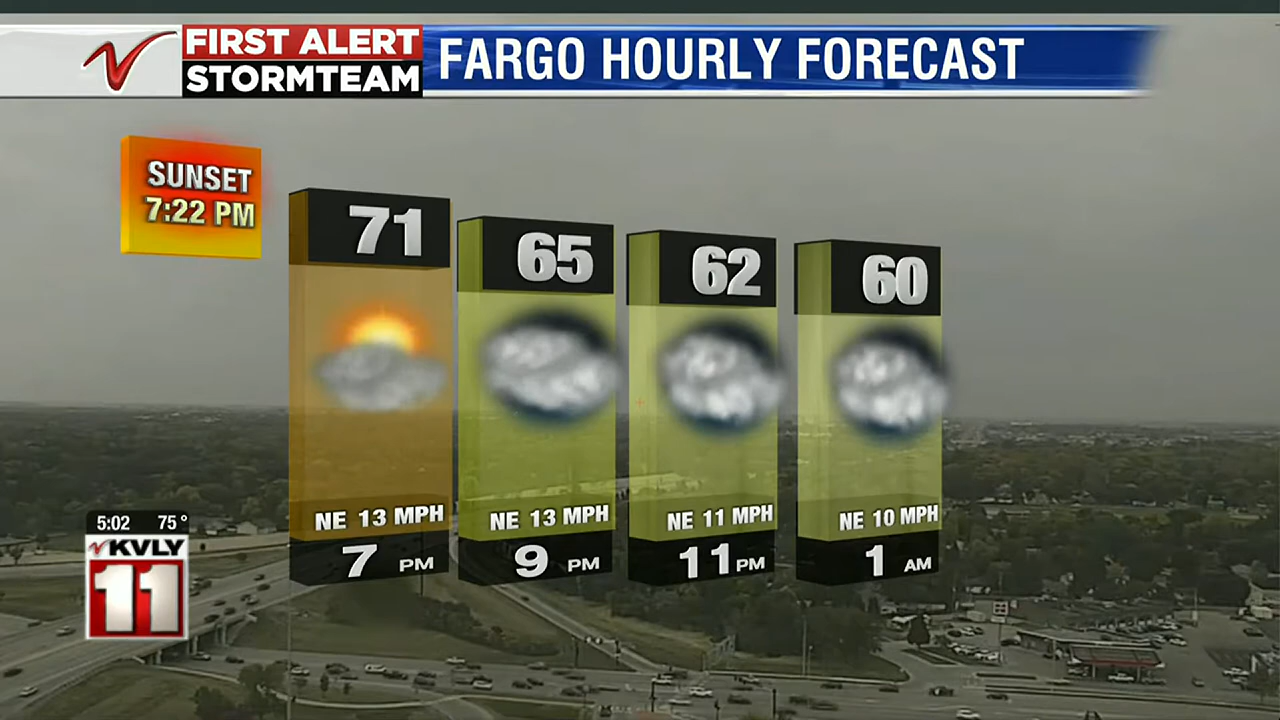 FIRST ALERT
STORMTEAM
FARGO HOURLY FORECAST
SUNSET
7:22 PM
71
NE 13 MPH
7 PM
65
NE 13 MPH
9 PM
62
NE 11 MPH
11 PM
60
NE 10 MPH
1 AM
5:02 75°
KVLY
11